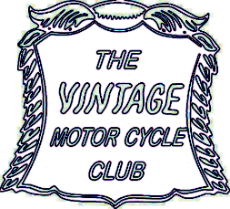 THE
VINTAGE
MOTOR CYCLE
CLUB